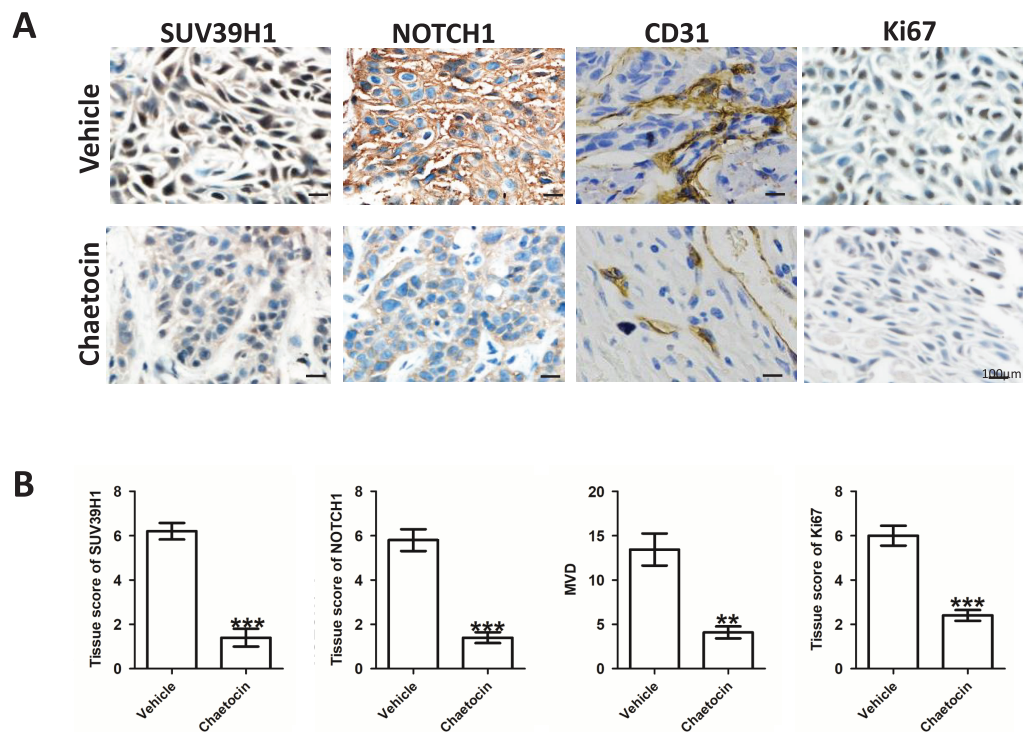 A
SUV39H1 NOTCH1 CD31 Ki67
Vehicle
Chaetocin
100μm
B
Tissue score of SUV39H1
8
6
4
2
0
***
Vehicle
Chaetocin
Tissue score of NOTCH1
8
6
4
2
0
***
Vehicle
Chaetocin
MVD
20
15
10
5
0
**
Vehicle
Chaetocin
Tissue score of Ki67
8
6
4
2
0
***
Vehicle
Chaetocin